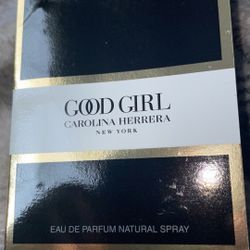 GOOD GIRL
CAROLINA HERRERA
NEW YORK
EAU DE PARFUM NATURAL SPRAY